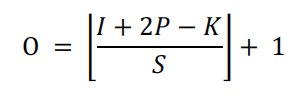 O = ⌊(I + 2P − K) / S⌋ + 1